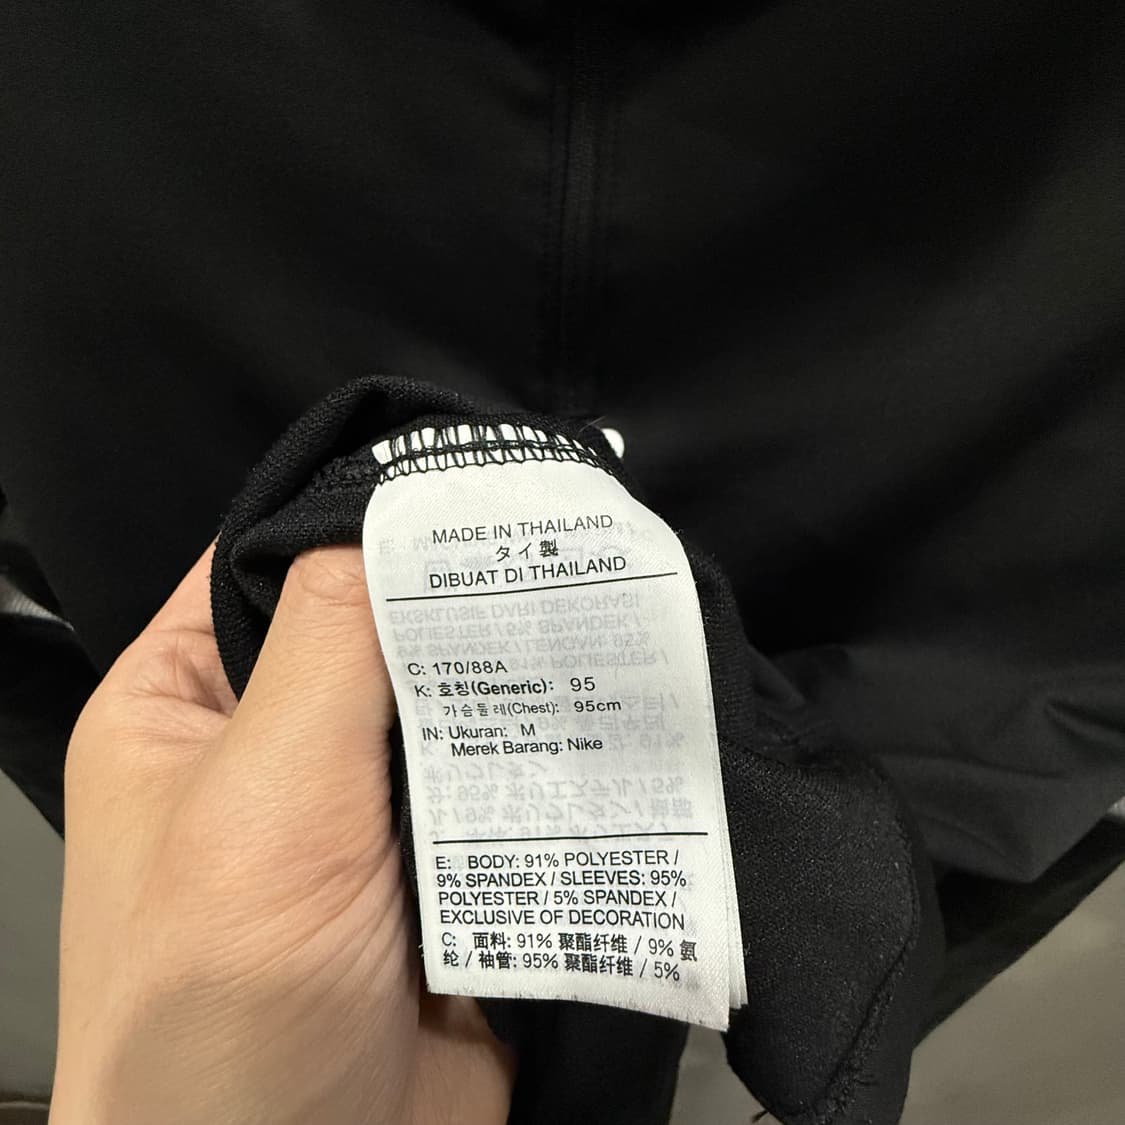 MADE IN THAILAND
タイ製
DIBUAT DI THAILAND
C: 170/88A
K: 호칭(Generic): 95
가슴둘레(Chest): 95cm
IN: Ukuran: M
Merek Barang: Nike
E: BODY: 91% POLYESTER /
9% SPANDEX / SLEEVES: 95%
POLYESTER / 5% SPANDEX /
EXCLUSIVE OF DECORATION
C: 面料: 91% 聚酯纤维 / 9% 氨
纶 / 袖管: 95% 聚酯纤维 / 5%